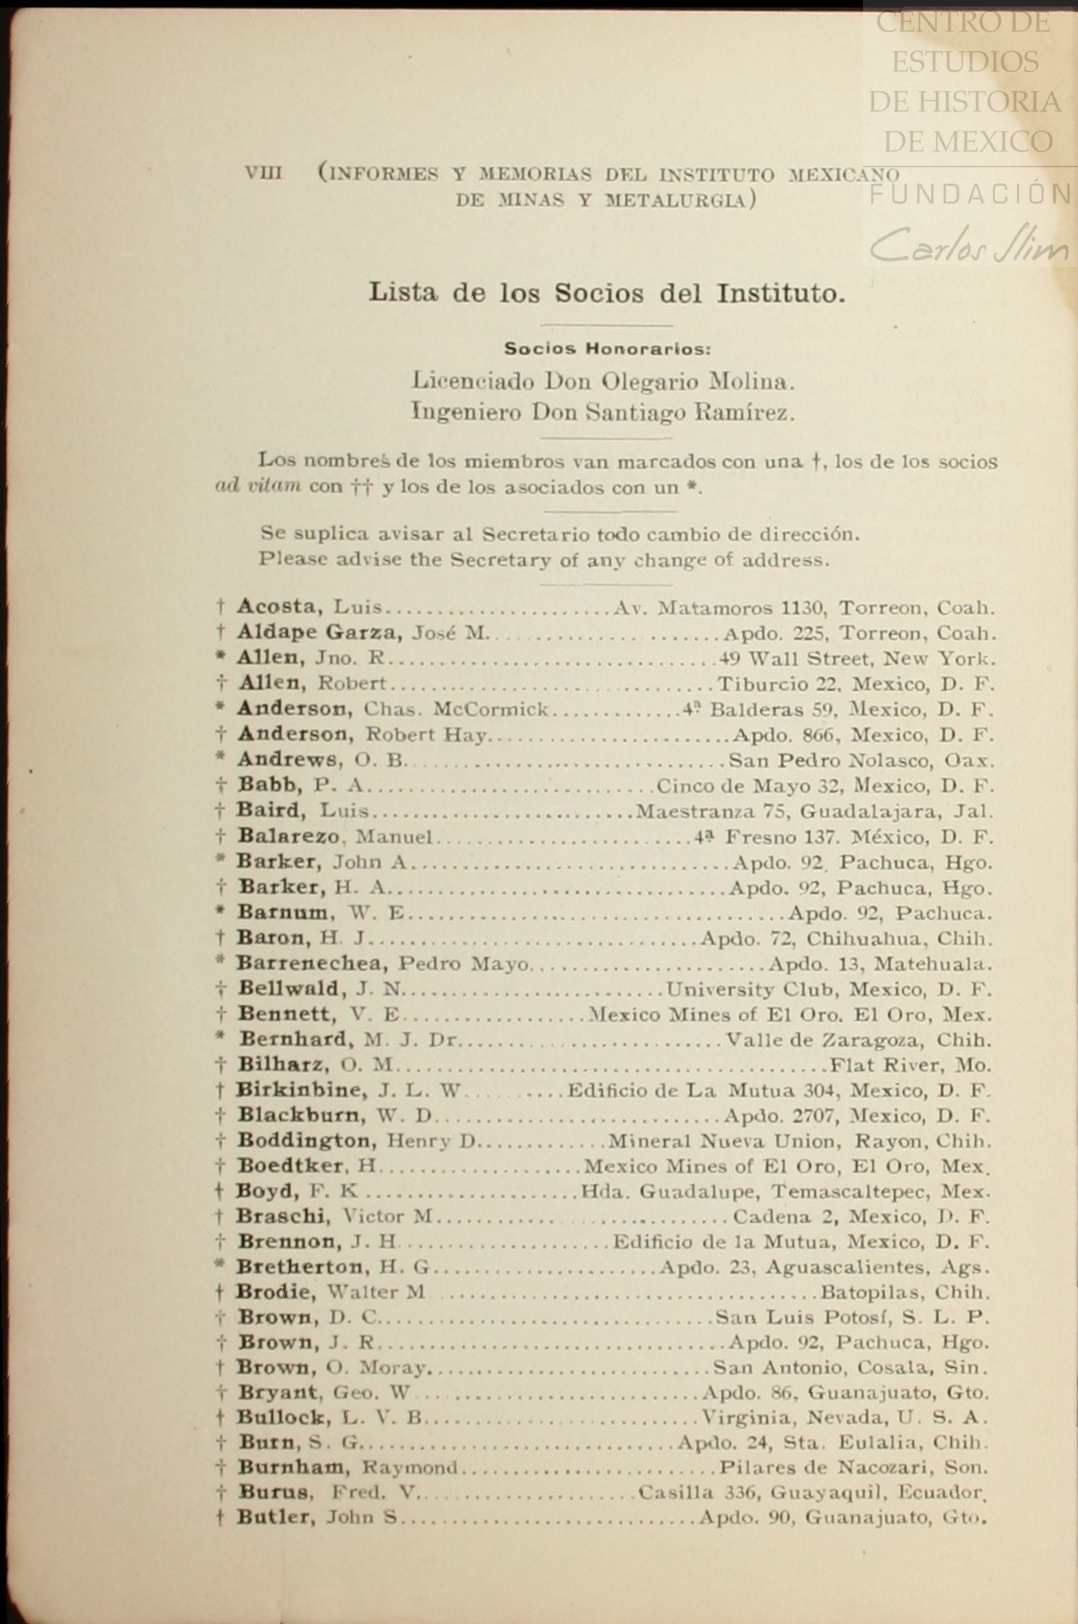 CENTRO DE
ESTUDIOS
DE HISTORIA
DE MEXICO
FUNDACIÓN
Carlos Slim
VIII (INFORMES Y MEMORIAS DEL INSTITUTO MEXICANO
DE MINAS Y METALURGIA)
Lista de los Socios del Instituto.
Socios Honorarios:
Licenciado Don Olegario Molina.
Ingeniero Don Santiago Ramírez.
Los nombres de los miembros van marcados con una †, los de los socios
ad vitam con †† y los de los asociados con un *.
Se suplica avisar al Secretario todo cambio de dirección.
Please advise the Secretary of any change of address.
† Acosta, Luis......................Av. Matamoros 1130, Torreon, Coah.
† Aldape Garza, José M.......................Apdo. 225, Torreon, Coah.
* Allen, Jno. R.................................49 Wall Street, New York.
† Allen, Robert................................Tiburcio 22, Mexico, D. F.
* Anderson, Chas. McCormick.............4ª Balderas 59, Mexico, D. F.
† Anderson, Robert Hay........................Apdo. 866, Mexico, D. F.
* Andrews, O. B................................San Pedro Nolasco, Oax.
† Babb, P. A.............................Cinco de Mayo 32, Mexico, D. F.
† Baird, Luis..........................Maestranza 75, Guadalajara, Jal.
† Balarezo, Manuel.........................4ª Fresno 137. México, D. F.
* Barker, John A................................Apdo. 92, Pachuca, Hgo.
† Barker, H. A..................................Apdo. 92, Pachuca, Hgo.
* Barnum, W. E......................................Apdo. 92, Pachuca.
† Baron, H. J.................................Apdo. 72, Chihuahua, Chih.
* Barrenechea, Pedro Mayo.......................Apdo. 13, Matehuala.
† Bellwald, J. N..........................University Club, Mexico, D. F.
† Bennett, V. E..................Mexico Mines of El Oro. El Oro, Mex.
* Bernhard, M. J. Dr..........................Valle de Zaragoza, Chih.
† Bilharz, O. M..........................................Flat River, Mo.
† Birkinbine, J. L. W..........Edificio de La Mutua 304, Mexico, D. F.
† Blackburn, W. D.............................Apdo. 2707, Mexico, D. F.
† Boddington, Henry D............Mineral Nueva Union, Rayon, Chih.
† Boedtker, H....................Mexico Mines of El Oro, El Oro, Mex.
† Boyd, F. K .....................Hda. Guadalupe, Temascaltepec, Mex.
† Braschi, Victor M.............................Cadena 2, Mexico, D. F.
† Brennon, J. H.....................Edificio de la Mutua, Mexico, D. F.
* Bretherton, H. G......................Apdo. 23, Aguascalientes, Ags.
† Brodie, Walter M .....................................Batopilas, Chih.
† Brown, D. C.................................San Luis Potosí, S. L. P.
† Brown, J. R...................................Apdo. 92, Pachuca, Hgo.
† Brown, O. Moray............................San Antonio, Cosala, Sin.
† Bryant, Geo. W ............................Apdo. 86, Guanajuato, Gto.
† Bullock, L. V. B...........................Virginia, Nevada, U. S. A.
† Burn, S. G...............................Apdo. 24, Sta. Eulalia, Chih.
† Burnham, Raymond.........................Pilares de Nacozari, Son.
† Burus, Fred. V......................Casilla 336, Guayaquil, Ecuador.
† Butler, John S.............................Apdo. 90, Guanajuato, Gto.